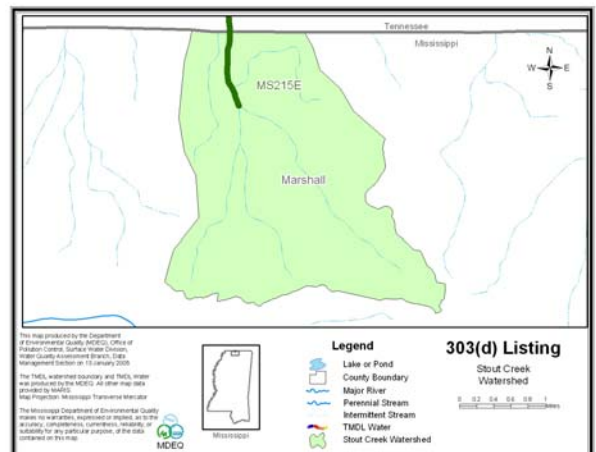 Tennessee
Mississippi
N
W E
S
MS215E
Marshall
This map produced by the Department
of Environmental Quality (MDEQ), Office of
Pollution Control, Surface Water Division,
Water Quality Assessment Branch, Data
Management Section on 13 January 2005
The TMDL watershed boundary and TMDL Water
was produced by the MDEQ. All other map data
provided by MARIS.
Map Projection: Mississippi Transverse Mercator
The Mississippi Department of Environmental Quality
makes no warranties, expressed or implied, as to the
accuracy, completeness, currentness, reliability, or
suitability for any particular purpose, of the data
contained on this map.
MDEQ
Mississippi
Legend
Lake or Pond
County Boundary
Major River
Perennial Stream
Intermittent Stream
TMDL Water
Stout Creek Watershed
303(d) Listing
Stout Creek
Watershed
0 0.2 0.4 0.6 0.8 1